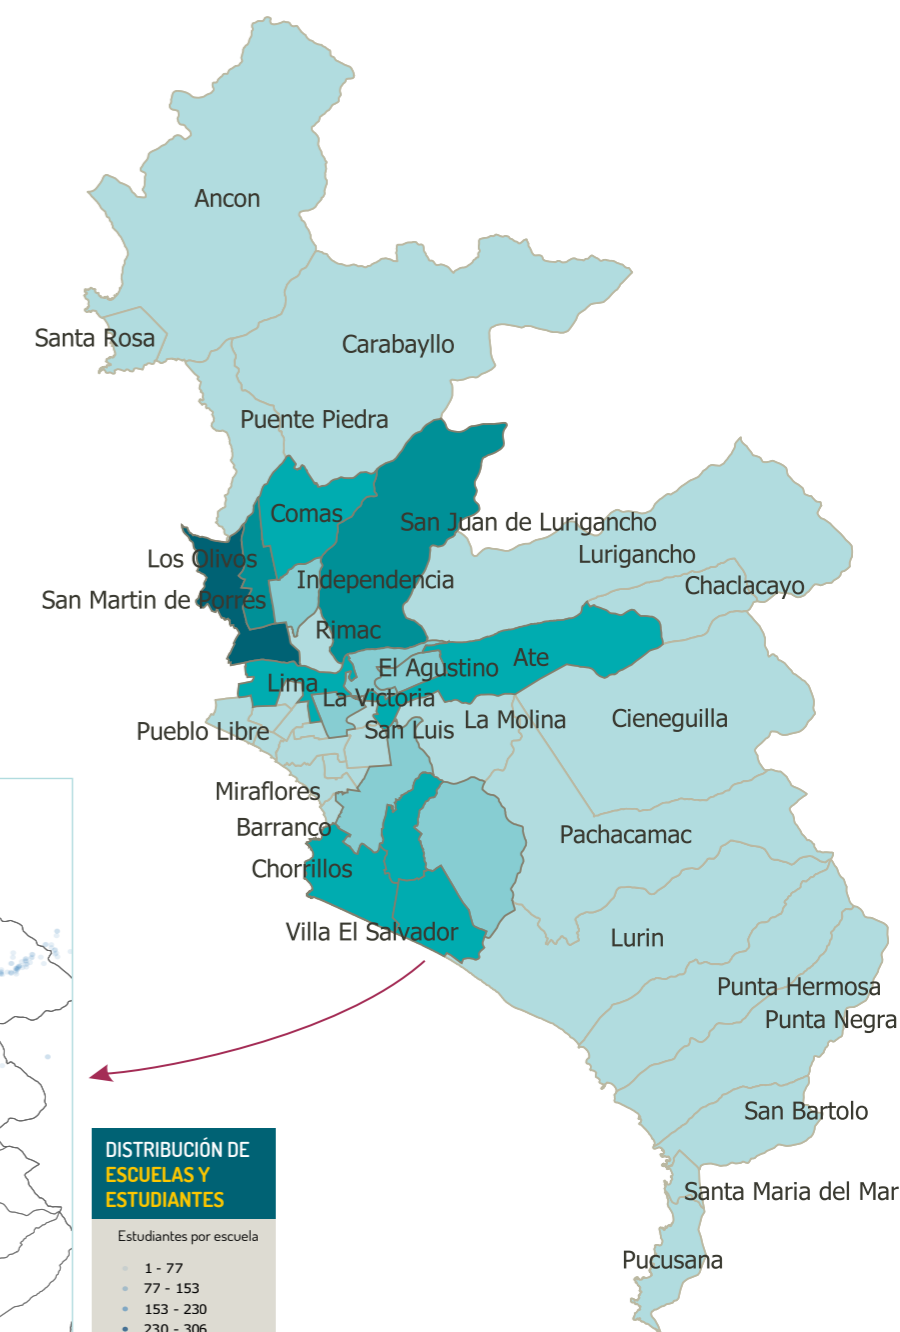 Ancon
Santa Rosa
Carabayllo
Puente Piedra
Comas
San Juan de Lurigancho
Los Olivos
Lurigancho
Independencia
Chaclacayo
San Martin de Porres
Rimac
Ate
El Agustino
Lima
La Victoria
La Molina
Cieneguilla
San Luis
Pueblo Libre
Miraflores
Barranco
Pachacamac
Chorrillos
Villa El Salvador
Lurin
Punta Hermosa
Punta Negra
San Bartolo
Santa Maria del Mar
Pucusana
DISTRIBUCIÓN DE
ESCUELAS Y
ESTUDIANTES
Estudiantes por escuela
1 - 77
77 - 153
153 - 230
230 - 306